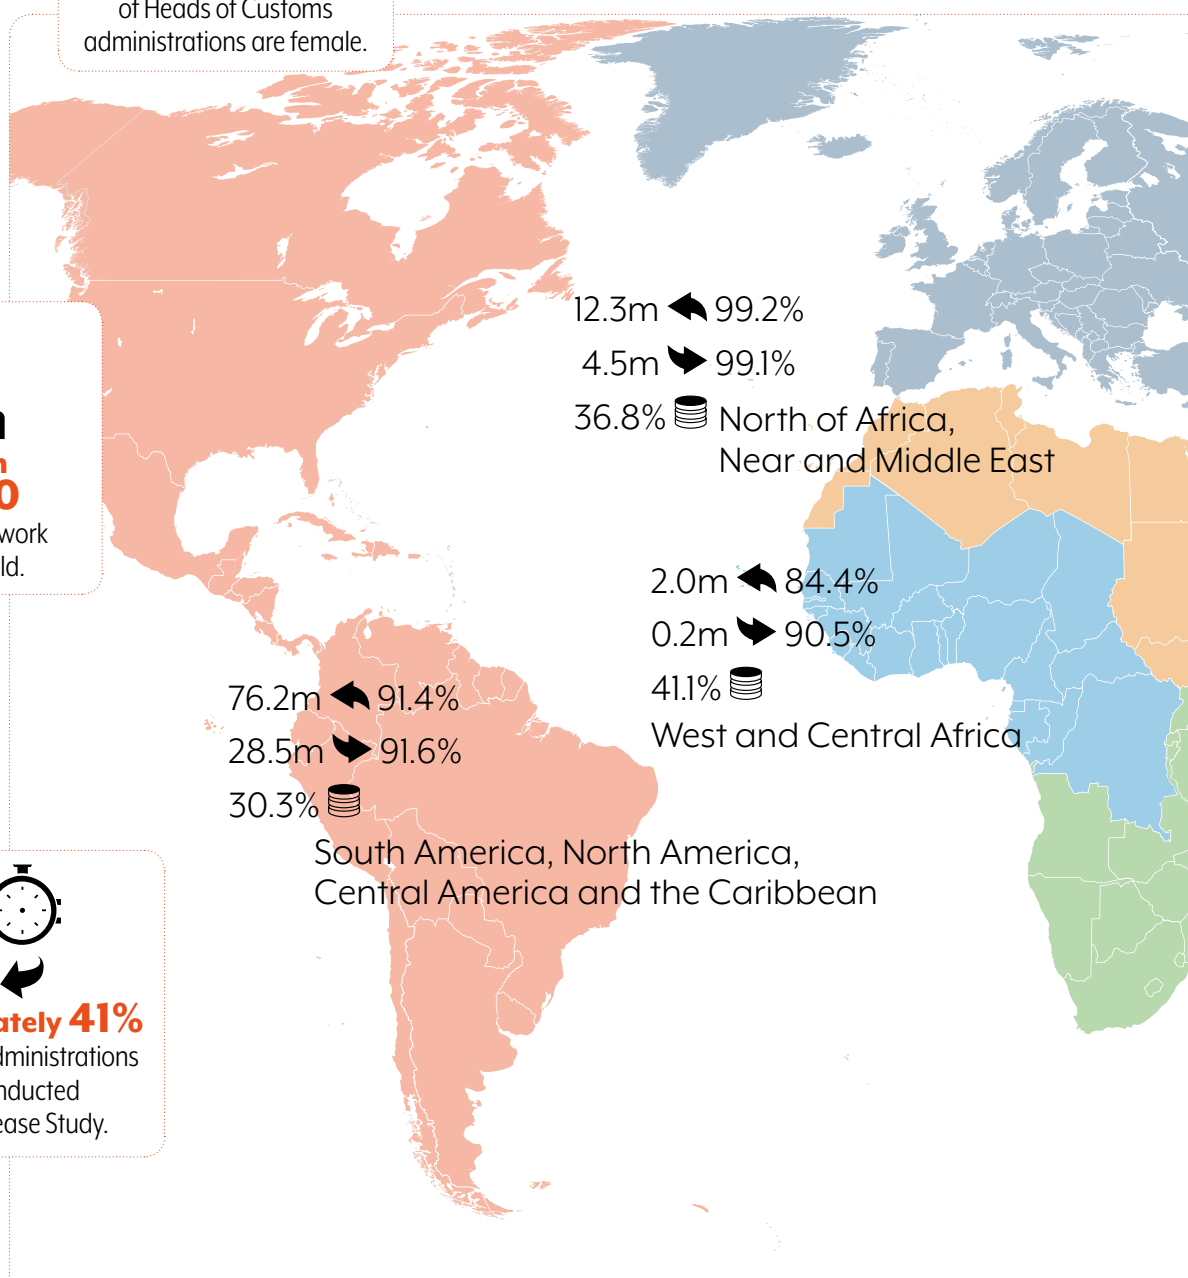 of Heads of Customs
administrations are female.
12.3m 99.2%
4.5m 99.1%
36.8% North of Africa,
Near and Middle East
0
work
ld.
2.0m 84.4%
0.2m 90.5%
41.1%
West and Central Africa
76.2m 91.4%
28.5m 91.6%
30.3%
South America, North America,
Central America and the Caribbean
ately 41%
dministrations
nducted
ease Study.